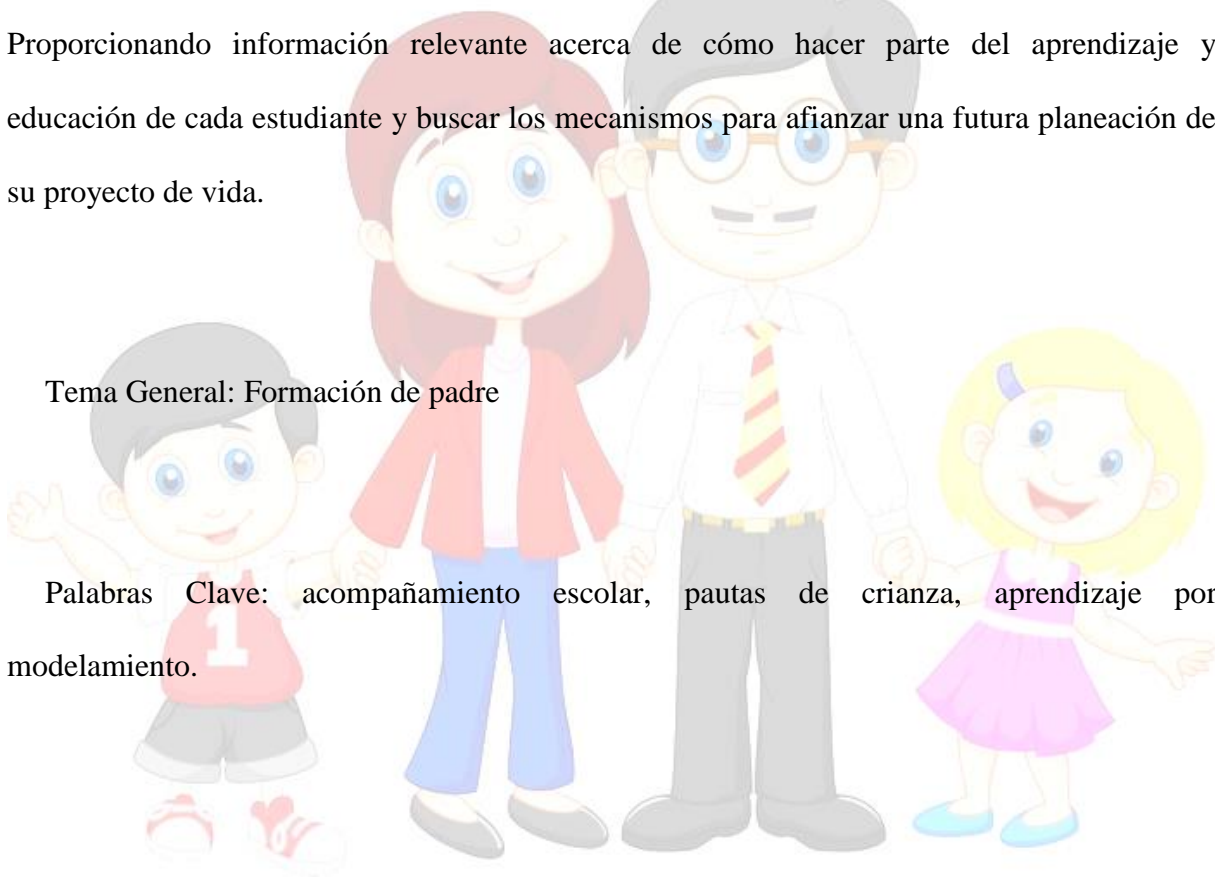 Proporcionando información relevante acerca de cómo hacer parte del aprendizaje y
educación de cada estudiante y buscar los mecanismos para afianzar una futura planeación de
su proyecto de vida.
Tema General: Formación de padre
Palabras Clave: acompañamiento escolar, pautas de crianza, aprendizaje por
modelamiento.
1